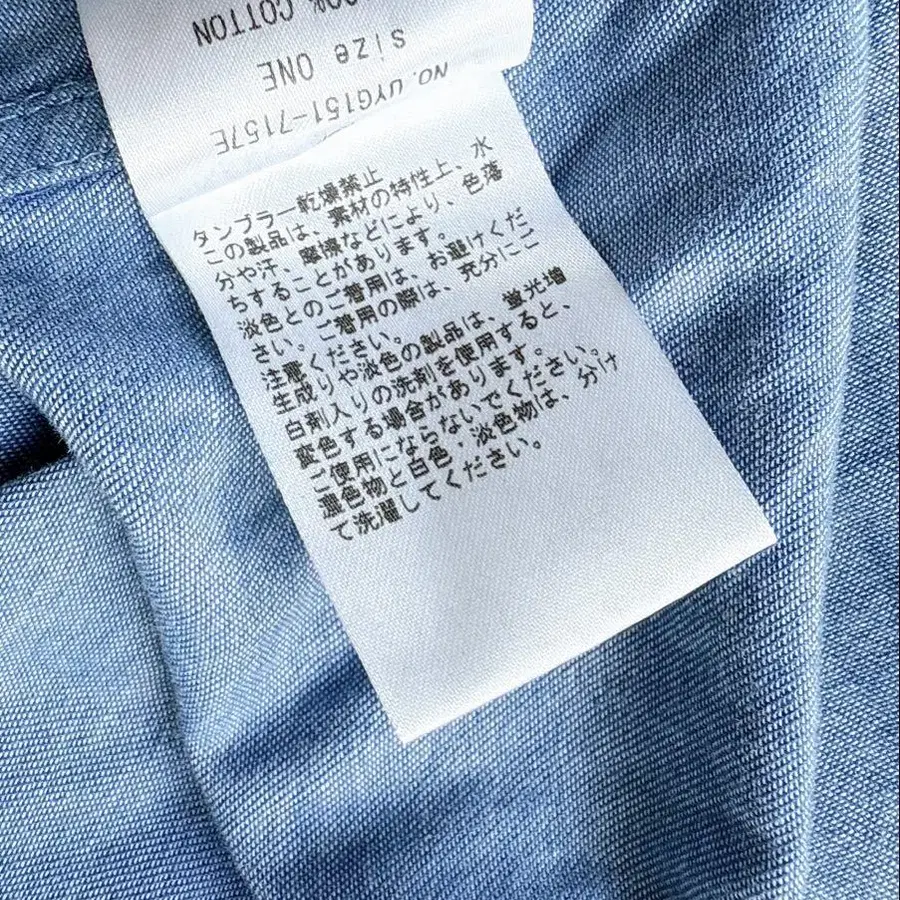 COTTON
Size ONE
NO. UYG151-7157E
タンブラー乾燥禁止
この製品は、素材の特性上、水
分や汗、摩擦などにより、色落
ちすることがあります。
淡色とのご着用は、お避けくだ
さい。ご着用の際は、充分にご
注意ください。
生成りや淡色の製品は、蛍光増
白剤入りの洗剤を使用すると、
変色する場合があります。
ご使用にならないでください。
濃色物と白色・淡色物は、分け
て洗濯してください。